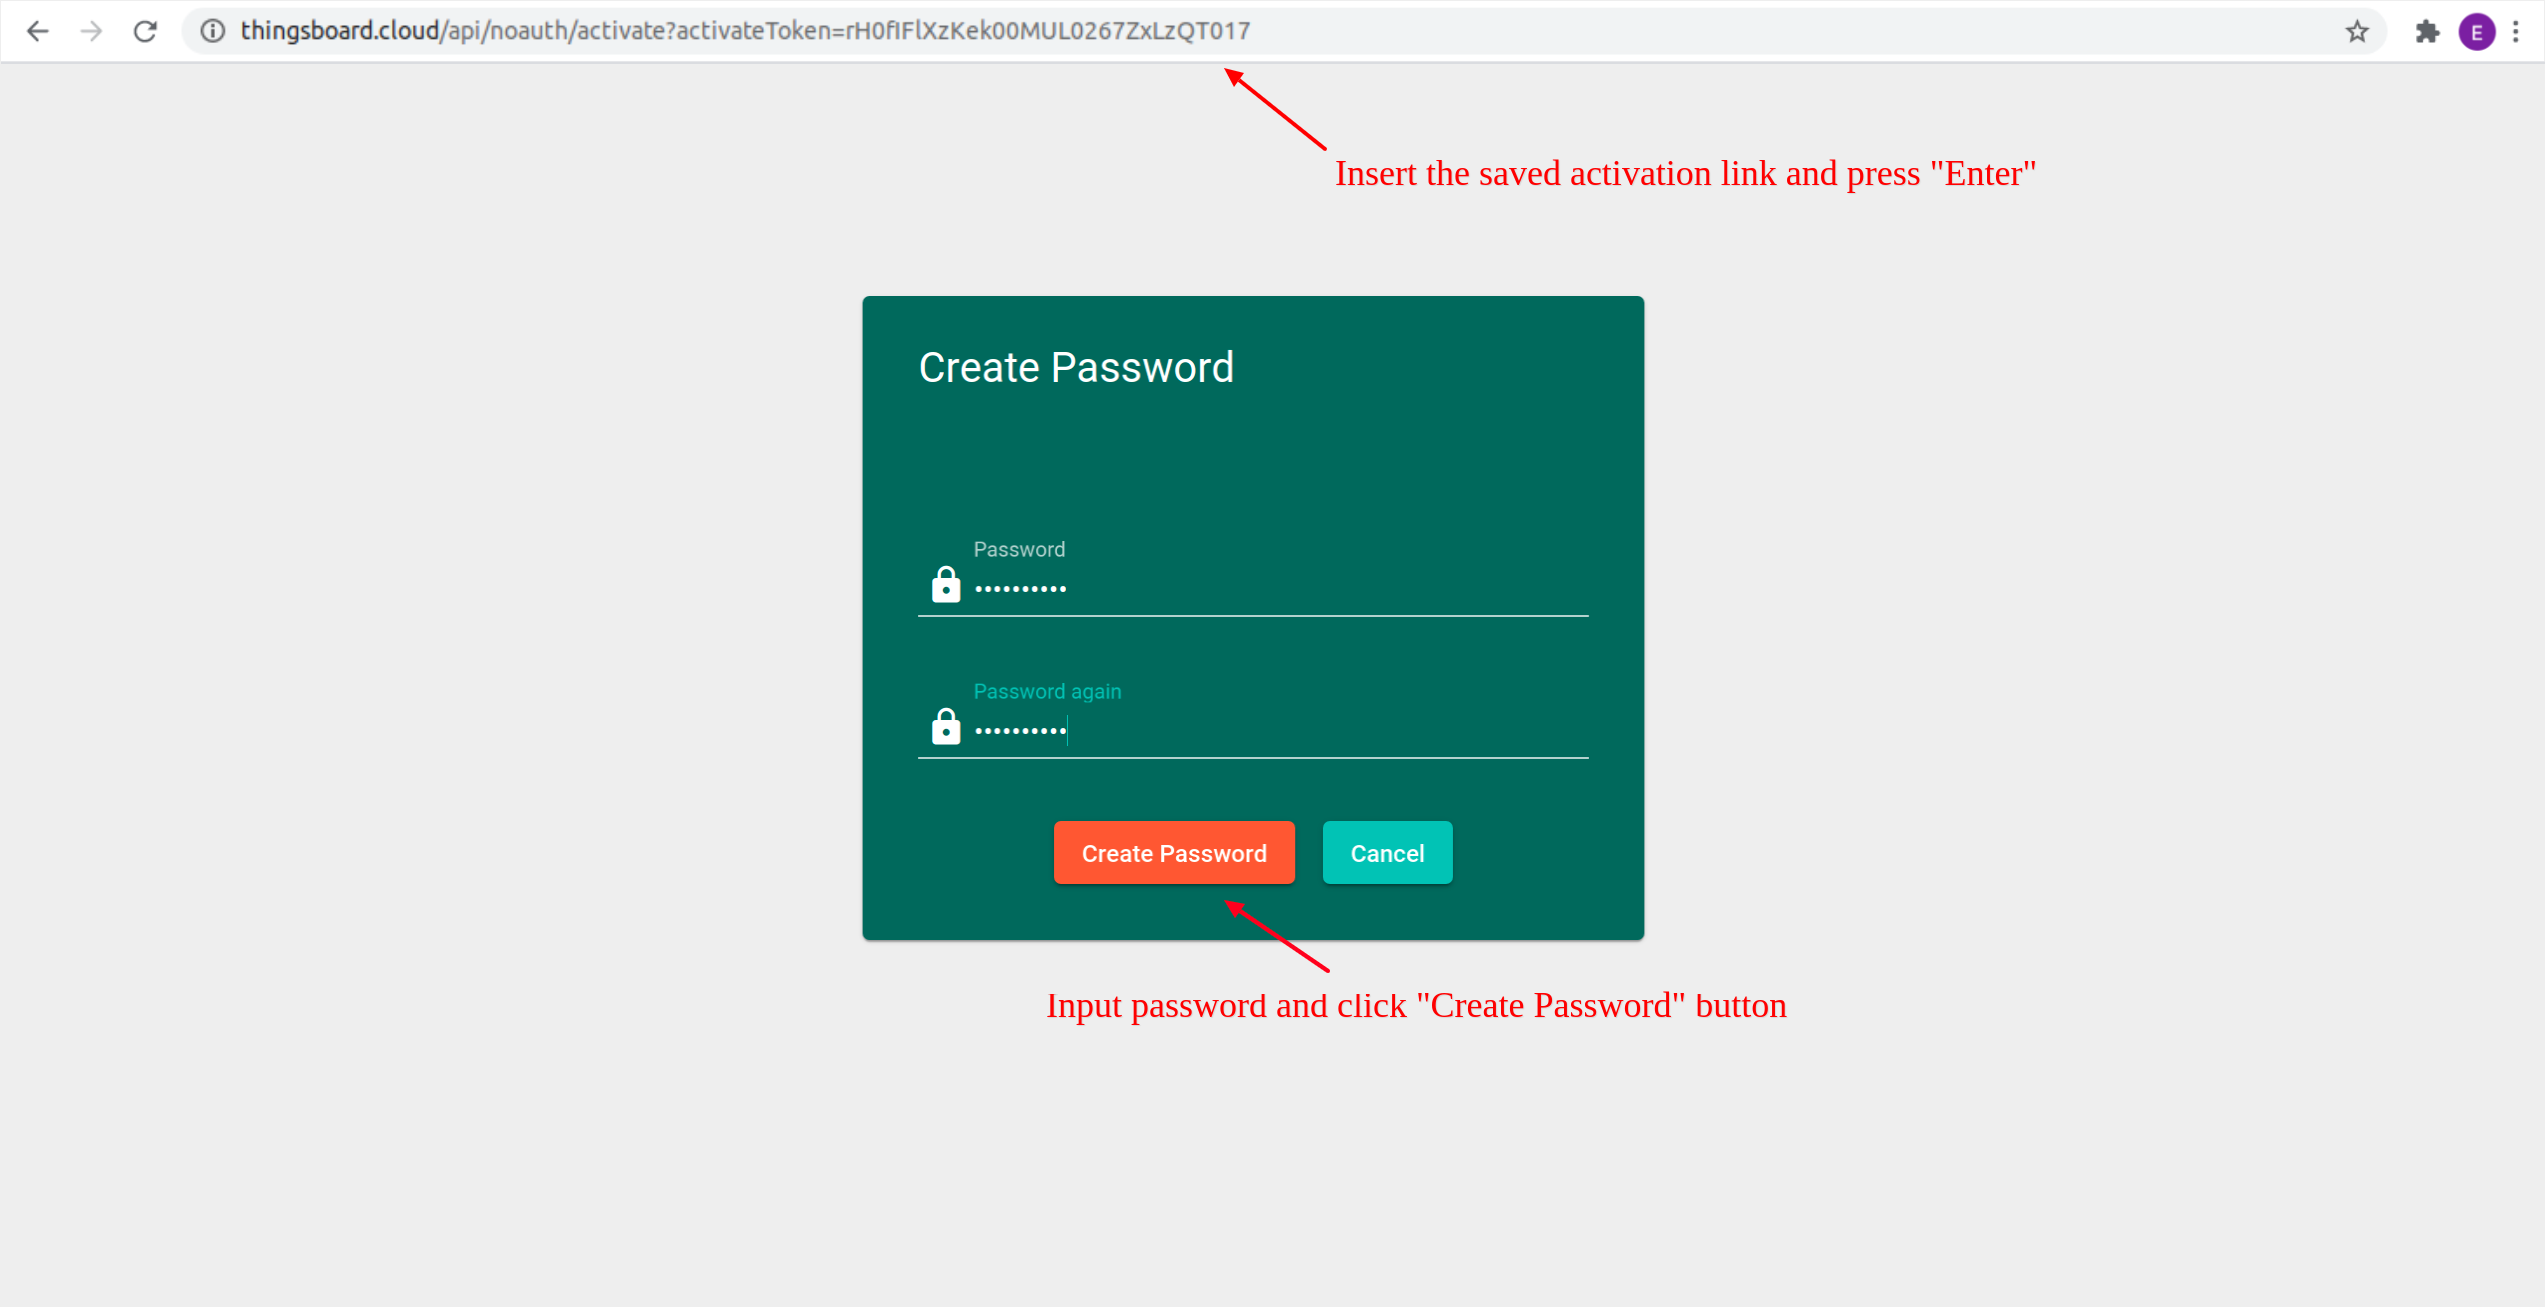 thingsboard.cloud/api/noauth/activate?activateToken=rH0fIFlXzKek00MUL0267ZxLzQT017
E
Insert the saved activation link and press "Enter"
Create Password
Password
••••••••••
Password again
••••••••••
Create Password Cancel
Input password and click "Create Password" button